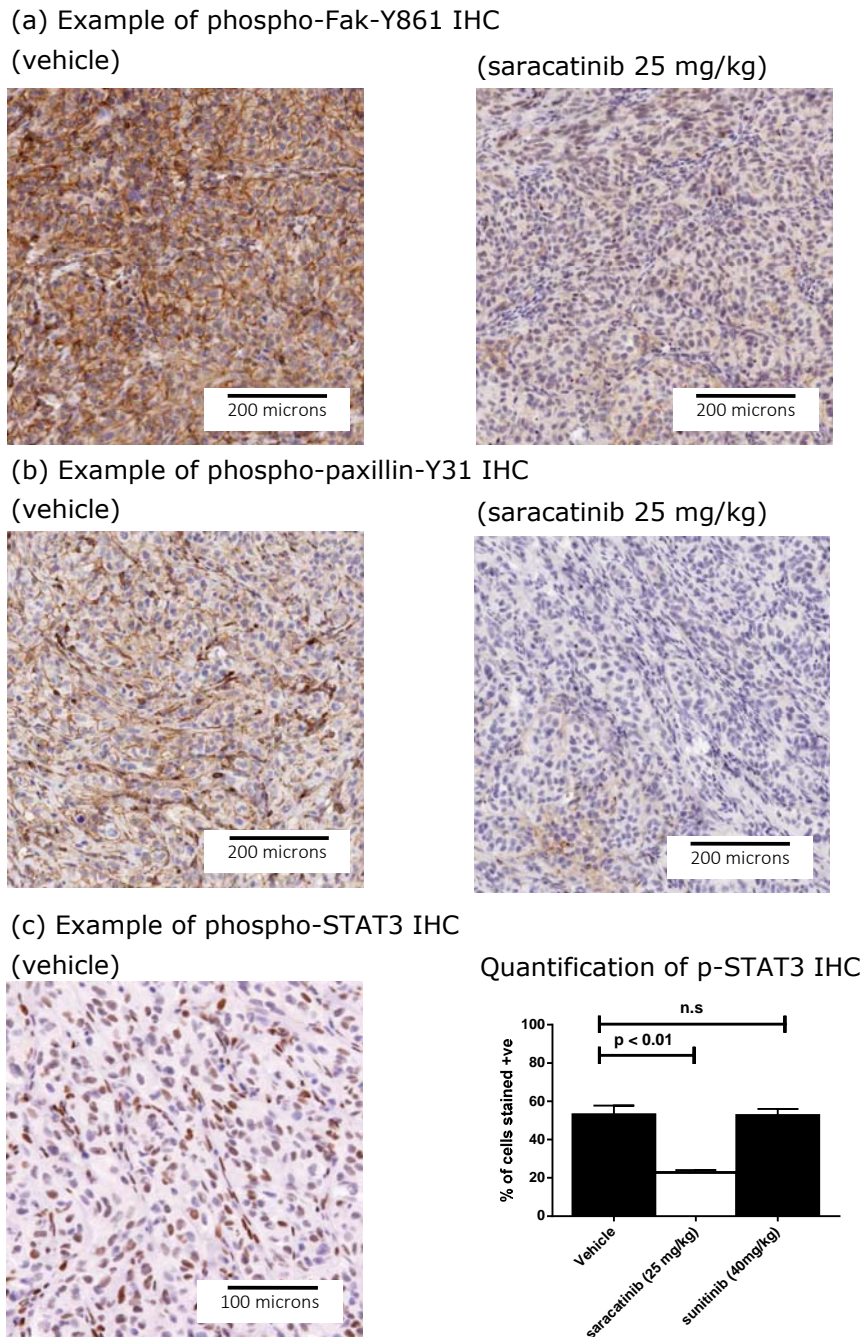 (a) Example of phospho-Fak-Y861 IHC
(vehicle)
(saracatinib 25 mg/kg)
200 microns
200 microns
(b) Example of phospho-paxillin-Y31 IHC
(vehicle)
(saracatinib 25 mg/kg)
200 microns
200 microns
(c) Example of phospho-STAT3 IHC
(vehicle)
100 microns
Quantification of p-STAT3 IHC
n.s
p < 0.01
% of cells stained +ve
100
80
60
40
20
0
Vehicle
saracatinib (25 mg/kg)
sunitinib (40mg/kg)